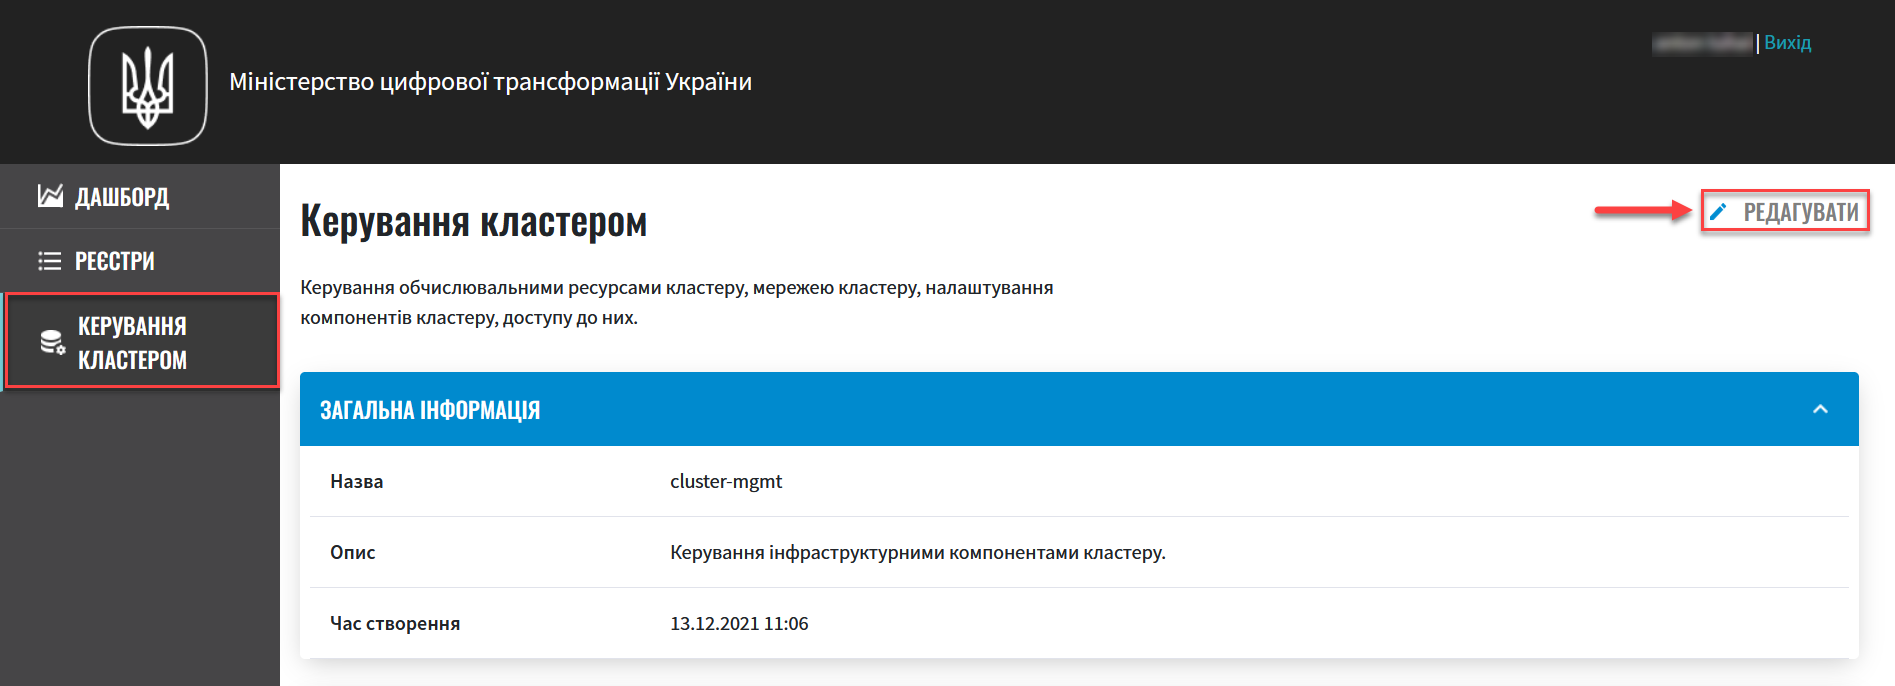 Міністерство цифрової трансформації України
| Вихід
ДАШБОРД
РЕЄСТРИ
КЕРУВАННЯ
КЛАСТЕРОМ
Керування кластером
РЕДАГУВАТИ
Керування обчислювальними ресурсами кластеру, мережею кластеру, налаштування
компонентів кластеру, доступу до них.
ЗАГАЛЬНА ІНФОРМАЦІЯ
Назва cluster-mgmt
Опис Керування інфраструктурними компонентами кластеру.
Час створення 13.12.2021 11:06